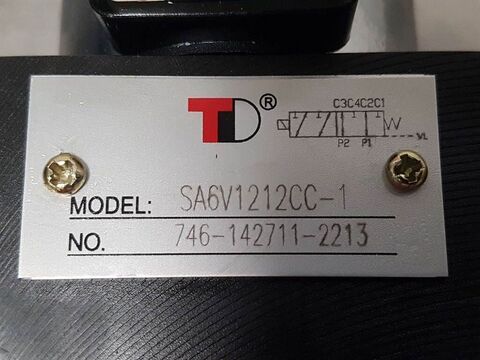 TD®
C3C4C2C1
P2 P1
VL
MODEL: SA6V1212CC-1
NO. 746-142711-2213